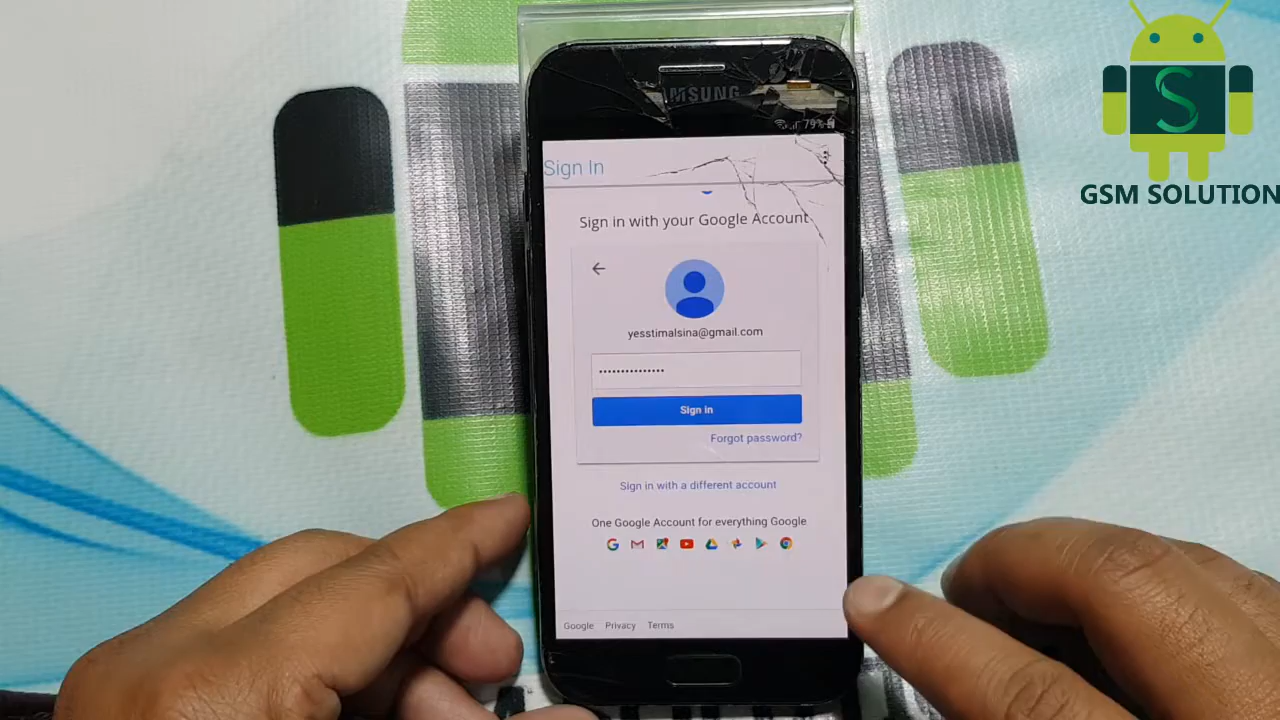 GSM SOLUTION
SAMSUNG
79%
Sign In
Sign in with your Google Account
yesstimalsina@gmail.com
•••••••••••••••
Sign in
Forgot password?
Sign in with a different account
One Google Account for everything Google
Google Privacy Terms